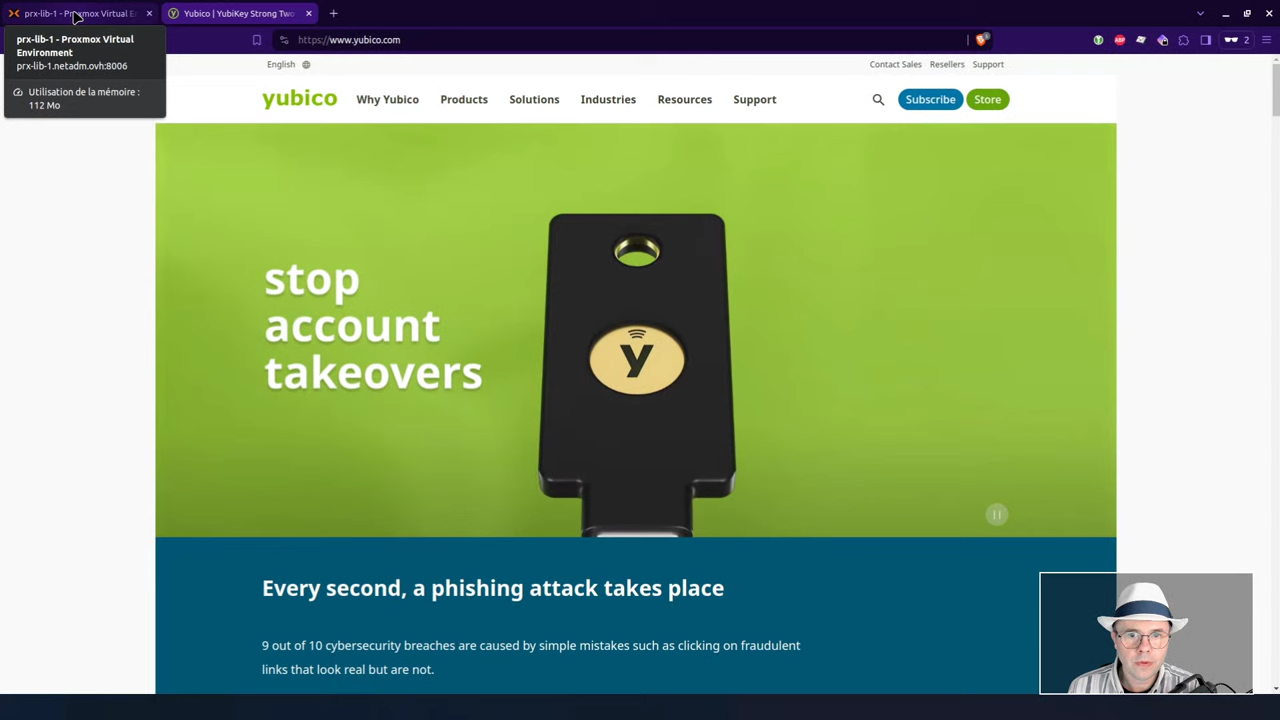 prx-lib-1 - Proxmox Virtual En
Yubico | YubiKey Strong Two
prx-lib-1 - Proxmox Virtual
Environment
prx-lib-1.netadm.ovh:8006
Utilisation de la mémoire :
112 Mo
https://www.yubico.com
2
English
Contact Sales
Resellers
Support
yubico
Why Yubico
Products
Solutions
Industries
Resources
Support
Subscribe
Store
stop
account
takeovers
y
Every second, a phishing attack takes place
9 out of 10 cybersecurity breaches are caused by simple mistakes such as clicking on fraudulent
links that look real but are not.